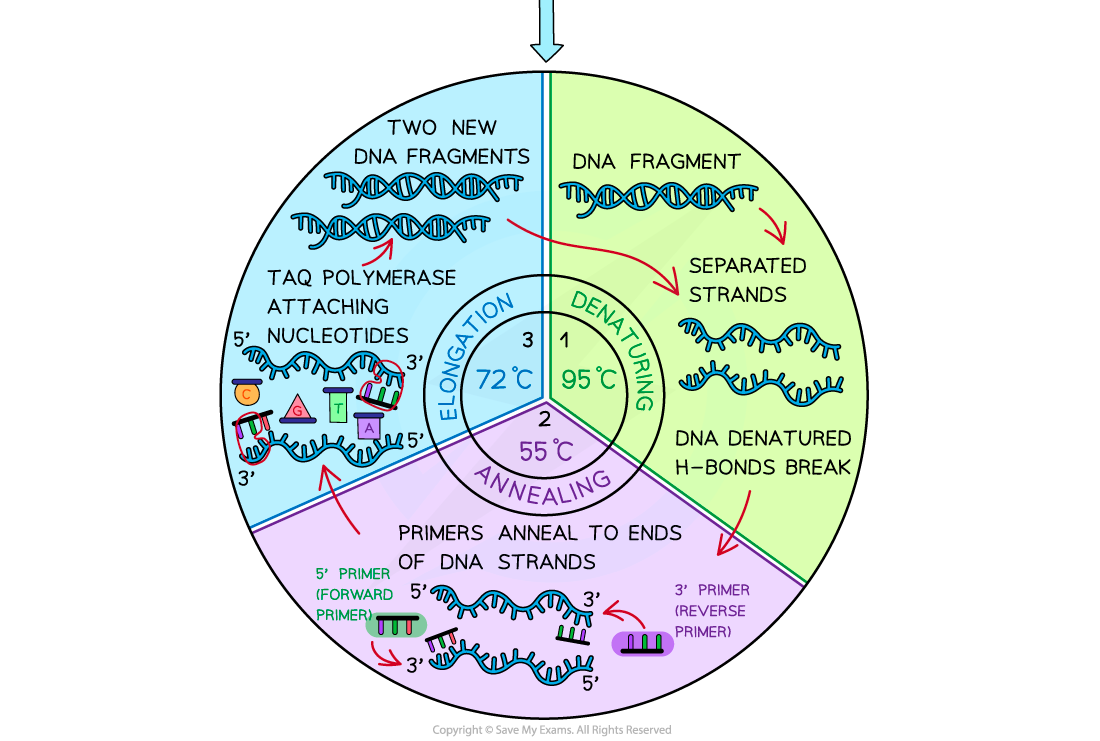 TWO NEW
DNA FRAGMENTS
TAQ POLYMERASE
ATTACHING
NUCLEOTIDES
5’
3’
C
G
T
A
5’
3’
DNA FRAGMENT
SEPARATED
STRANDS
DNA DENATURED
H-BONDS BREAK
ELONGATION
3
72°C
DENATURING
1
95°C
2
55°C
ANNEALING
PRIMERS ANNEAL TO ENDS
OF DNA STRANDS
5’ PRIMER
(FORWARD
PRIMER)
5’
3’
3’
5’
3’ PRIMER
(REVERSE
PRIMER)
Copyright © Save My Exams. All Rights Reserved